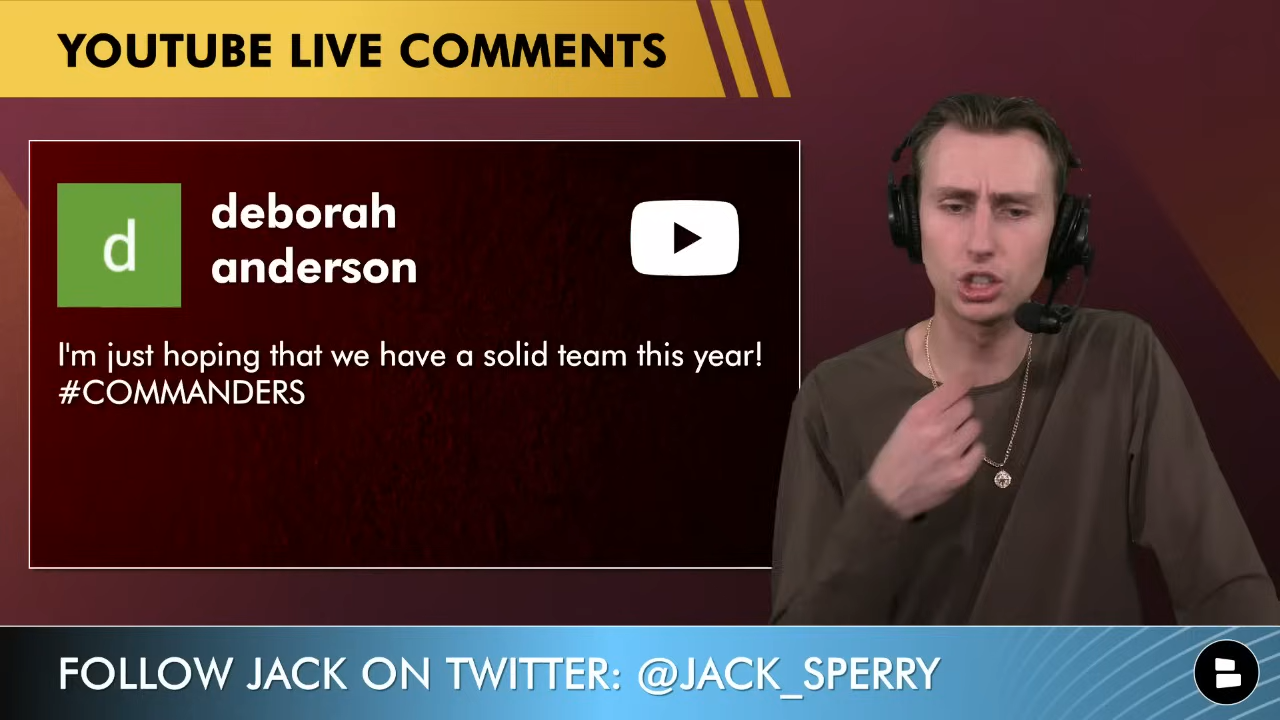 YOUTUBE LIVE COMMENTS
d
deborah
anderson
I'm just hoping that we have a solid team this year!
#COMMANDERS
FOLLOW JACK ON TWITTER: @JACK_SPERRY